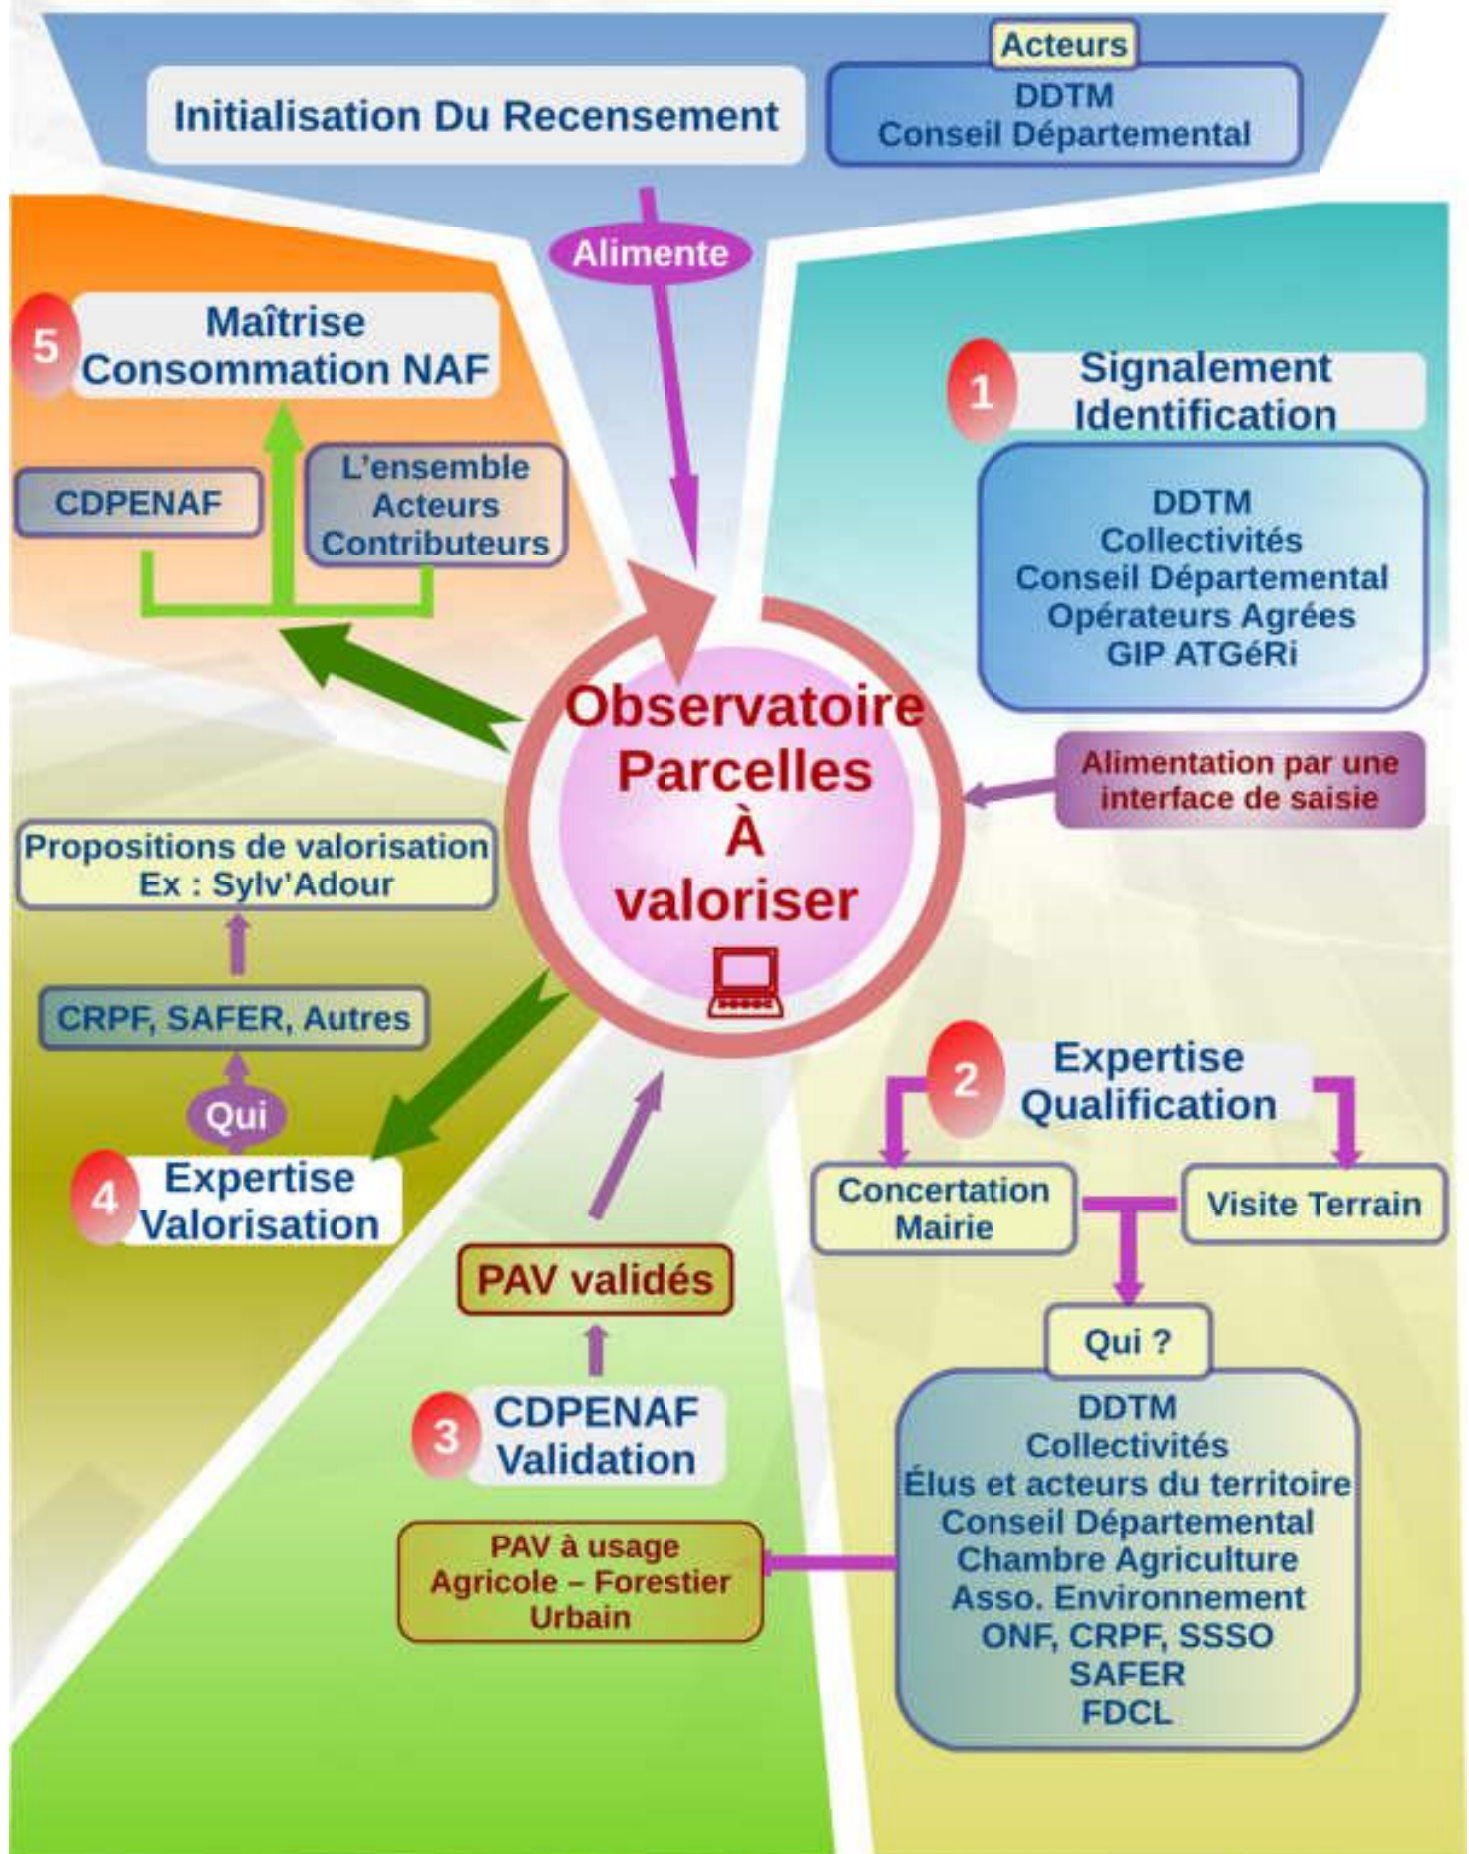 Acteurs
Initialisation Du Recensement
DDTM
Conseil Départemental
Alimente
5
Maîtrise
Consommation NAF
CDPENAF
L'ensemble
Acteurs
Contributeurs
1
Signalement
Identification
DDTM
Collectivités
Conseil Départemental
Opérateurs Agrées
GIP ATGéRi
Alimentation par une
interface de saisie
Observatoire
Parcelles
À
valoriser
Propositions de valorisation
Ex : Sylv'Adour
CRPF, SAFER, Autres
Qui
4
Expertise
Valorisation
2
Expertise
Qualification
Concertation
Mairie
Visite Terrain
Qui ?
DDTM
Collectivités
Élus et acteurs du territoire
Conseil Départemental
Chambre Agriculture
Asso. Environnement
ONF, CRPF, SSSO
SAFER
FDCL
PAV validés
3
CDPENAF
Validation
PAV à usage
Agricole – Forestier
Urbain